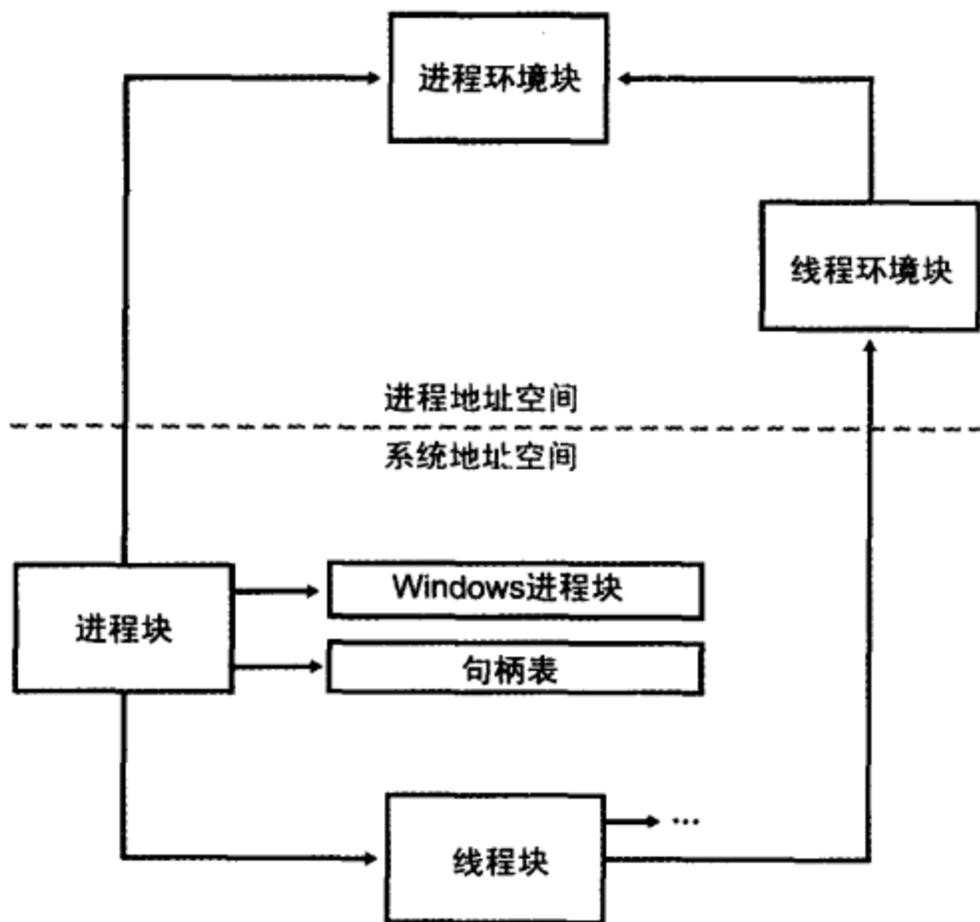 进程环境块
线程环境块
进程地址空间
系统地址空间
Windows进程块
进程块
句柄表
线程块
...